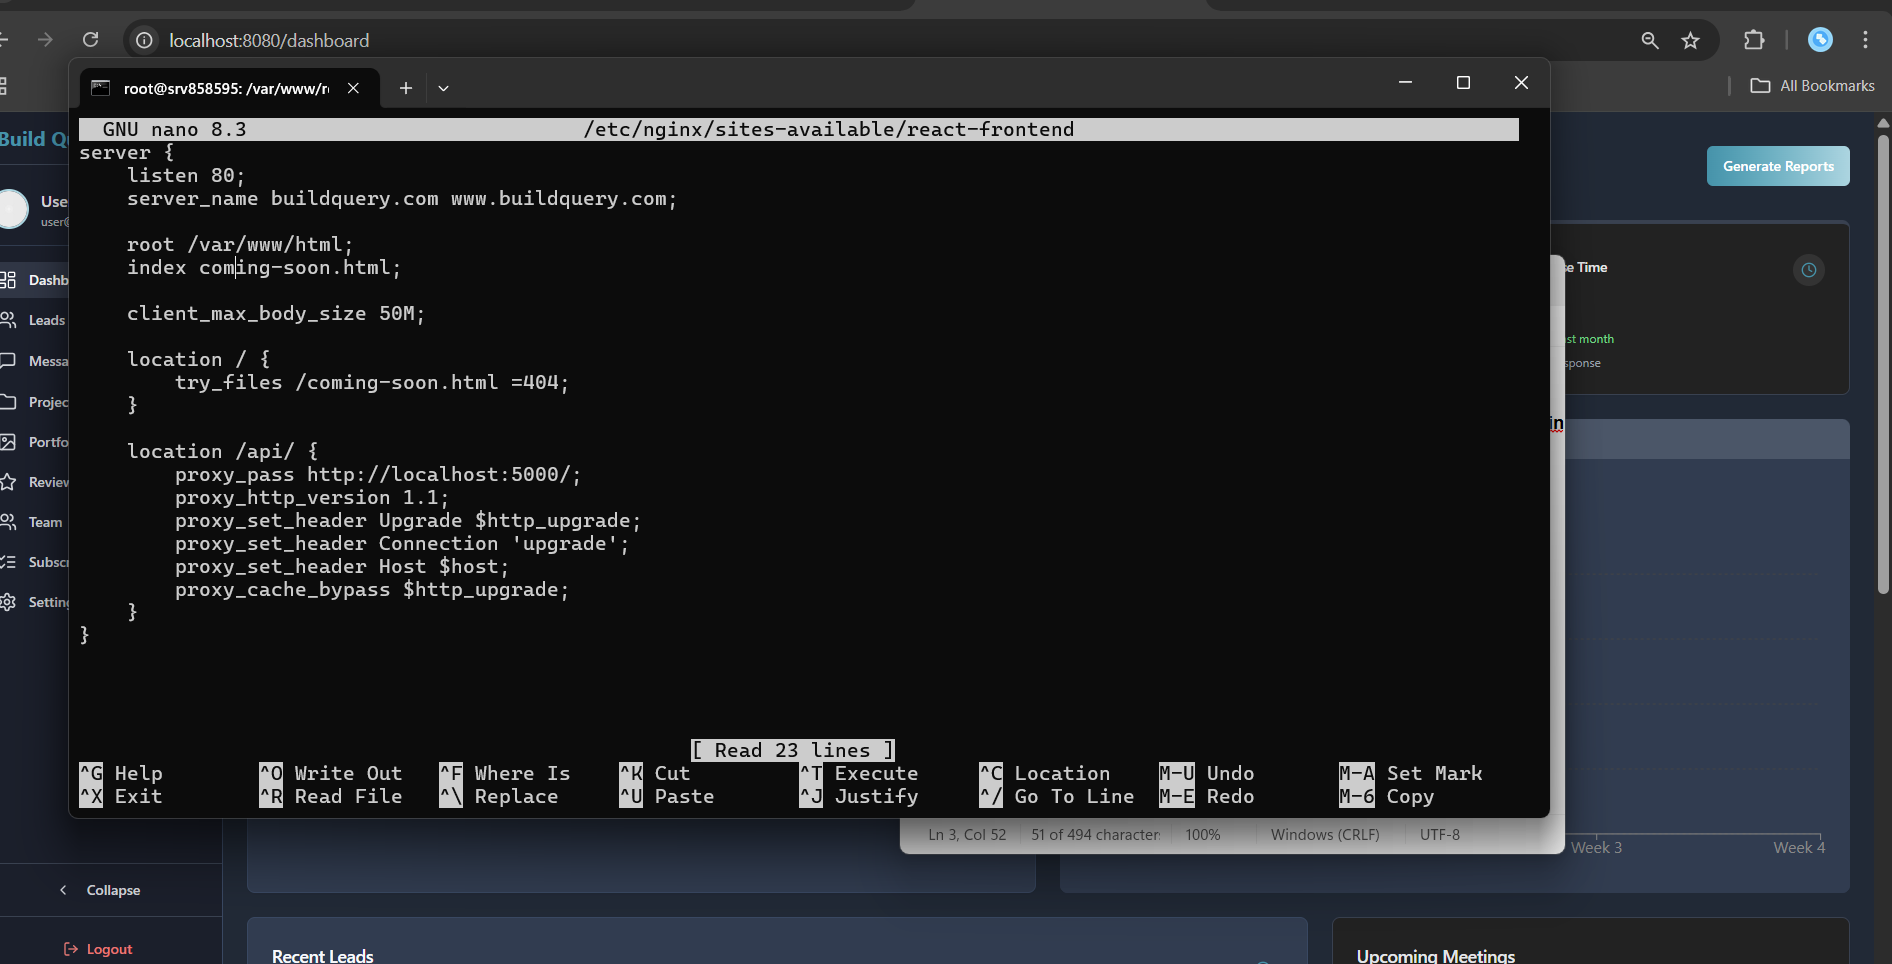 localhost:8080/dashboard
root@srv858595: /var/www/r
All Bookmarks
GNU nano 8.3 /etc/nginx/sites-available/react-frontend
server {
listen 80;
server_name buildquery.com www.buildquery.com;
root /var/www/html;
index coming-soon.html;
client_max_body_size 50M;
location / {
try_files /coming-soon.html =404;
}
location /api/ {
proxy_pass http://localhost:5000/;
proxy_http_version 1.1;
proxy_set_header Upgrade $http_upgrade;
proxy_set_header Connection 'upgrade';
proxy_set_header Host $host;
proxy_cache_bypass $http_upgrade;
}
}
[ Read 23 lines ]
^G Help ^O Write Out ^F Where Is ^K Cut ^T Execute ^C Location M-U Undo M-A Set Mark
^X Exit ^R Read File ^\ Replace ^U Paste ^J Justify ^/ Go To Line M-E Redo M-6 Copy
Build Q
Use
user@
Dashb
Leads
Messa
Projec
Portfo
Review
Team
Subsc
Setting
Collapse
Logout
Generate Reports
e Time
st month
sponse
in
Ln 3, Col 52 51 of 494 character 100% Windows (CRLF) UTF-8
Week 3 Week 4
Recent Leads
Upcoming Meetings